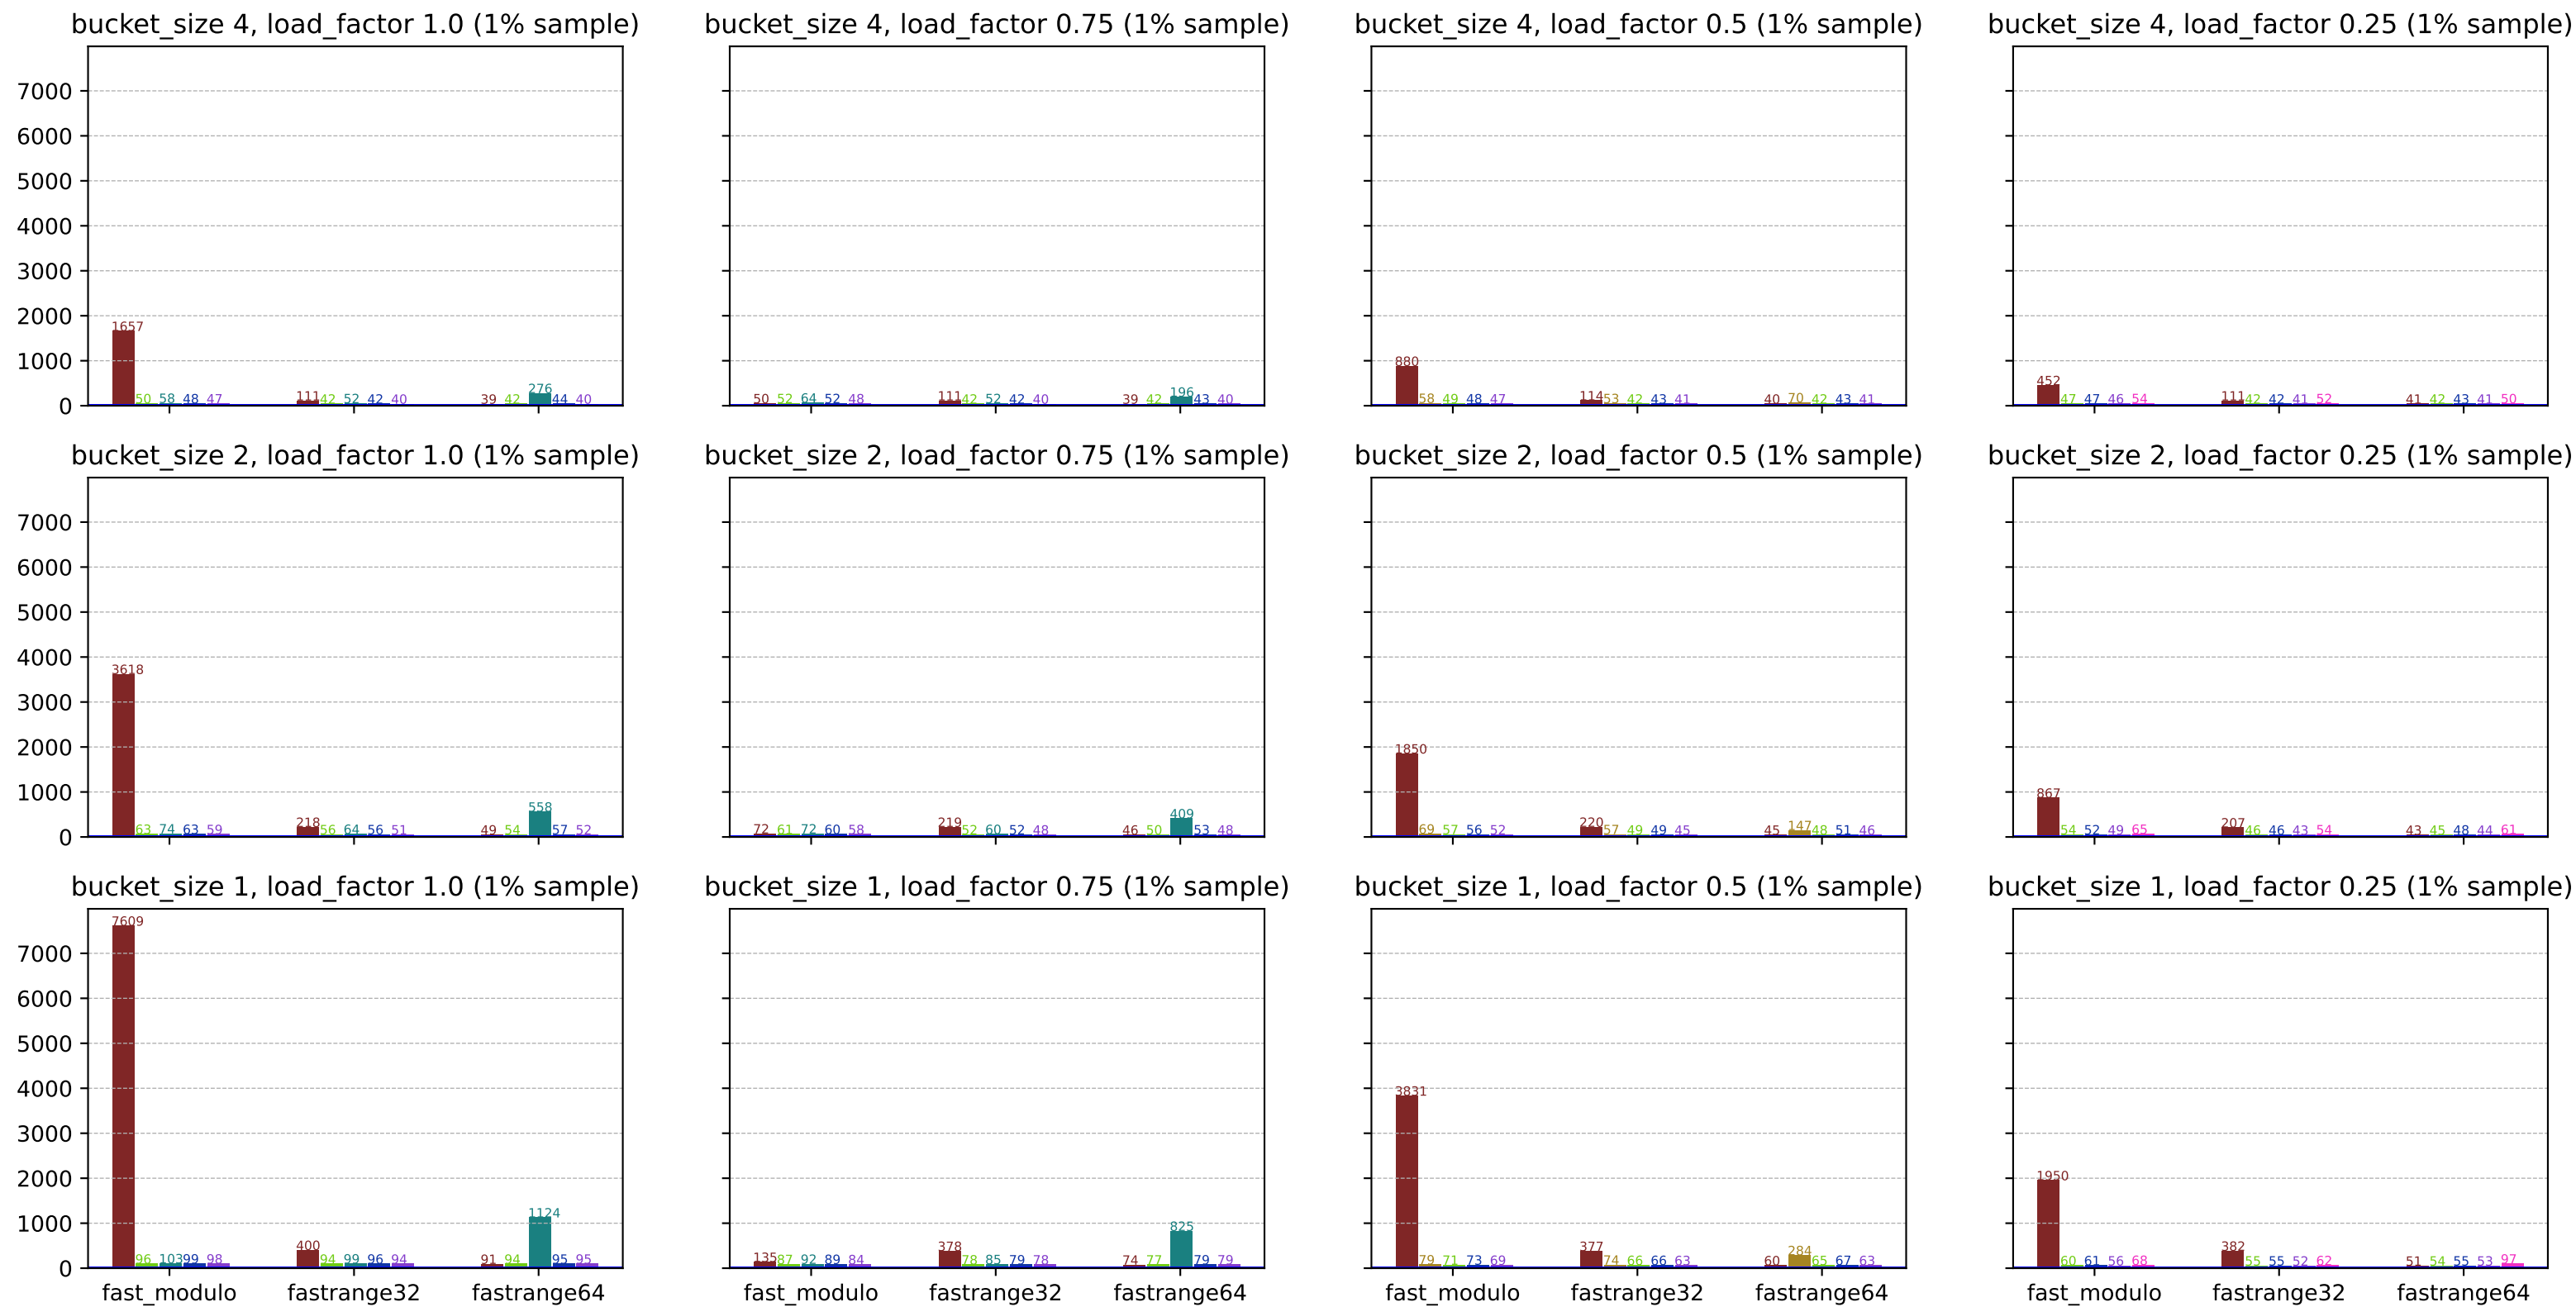 bucket_size 4, load_factor 1.0 (1% sample)
7000
6000
5000
4000
3000
2000
1000
0
1657 50 58 48 47 111 42 52 42 40 39 42 276 44 40
bucket_size 4, load_factor 0.75 (1% sample)
50 52 64 52 48 111 42 52 42 40 39 42 196 43 40
bucket_size 4, load_factor 0.5 (1% sample)
880 58 49 48 47 114 53 42 43 41 40 70 42 43 41
bucket_size 4, load_factor 0.25 (1% sample)
452 47 47 46 54 111 42 42 41 52 41 42 43 41 50
bucket_size 2, load_factor 1.0 (1% sample)
7000
6000
5000
4000
3000
2000
1000
0
3618 63 74 63 59 218 56 64 56 51 49 54 558 57 52
bucket_size 2, load_factor 0.75 (1% sample)
72 61 72 60 58 219 52 60 52 48 46 50 409 53 48
bucket_size 2, load_factor 0.5 (1% sample)
1850 69 57 56 52 220 57 49 49 45 45 147 48 51 46
bucket_size 2, load_factor 0.25 (1% sample)
867 54 52 49 65 207 46 46 43 54 43 45 48 44 61
bucket_size 1, load_factor 1.0 (1% sample)
7000
6000
5000
4000
3000
2000
1000
0
7609 96 103 99 98 400 94 99 96 94 91 94 1124 95 95
fast_modulo fastrange32 fastrange64
bucket_size 1, load_factor 0.75 (1% sample)
135 87 92 89 84 378 78 85 79 78 74 77 825 79 79
fast_modulo fastrange32 fastrange64
bucket_size 1, load_factor 0.5 (1% sample)
3831 79 71 73 69 377 74 66 66 63 60 284 65 67 63
fast_modulo fastrange32 fastrange64
bucket_size 1, load_factor 0.25 (1% sample)
1950 60 61 56 68 382 55 55 52 62 51 54 55 53 97
fast_modulo fastrange32 fastrange64